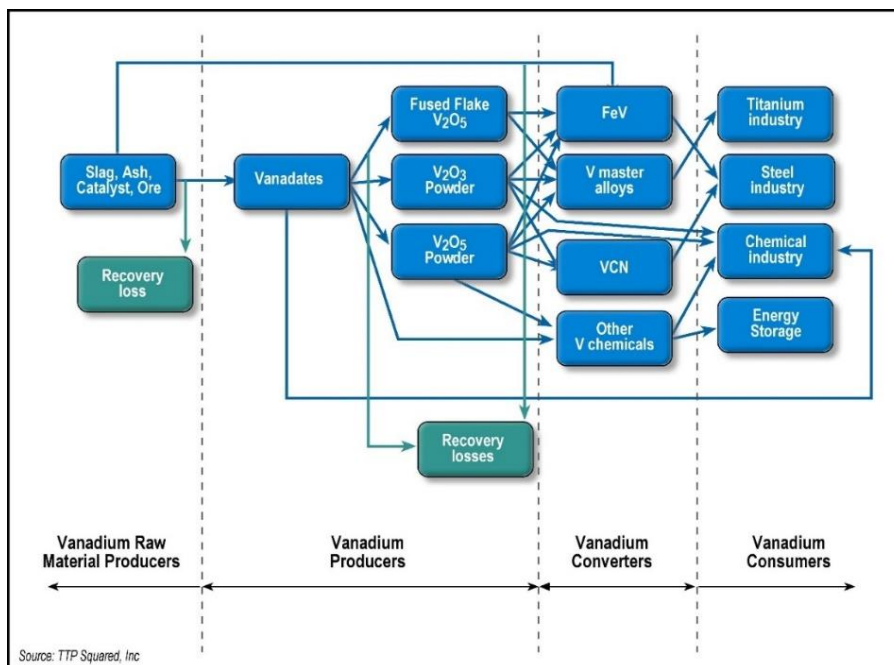 Slag, Ash,
Catalyst, Ore
Recovery
loss
Vanadates
Fused Flake
V₂O₅
V₂O₃
Powder
V₂O₅
Powder
Recovery
losses
FeV
V master
alloys
VCN
Other
V chemicals
Titanium
industry
Steel
industry
Chemical
industry
Energy
Storage
Vanadium Raw
Material Producers
Vanadium
Producers
Vanadium
Converters
Vanadium
Consumers
Source: TTP Squared, Inc